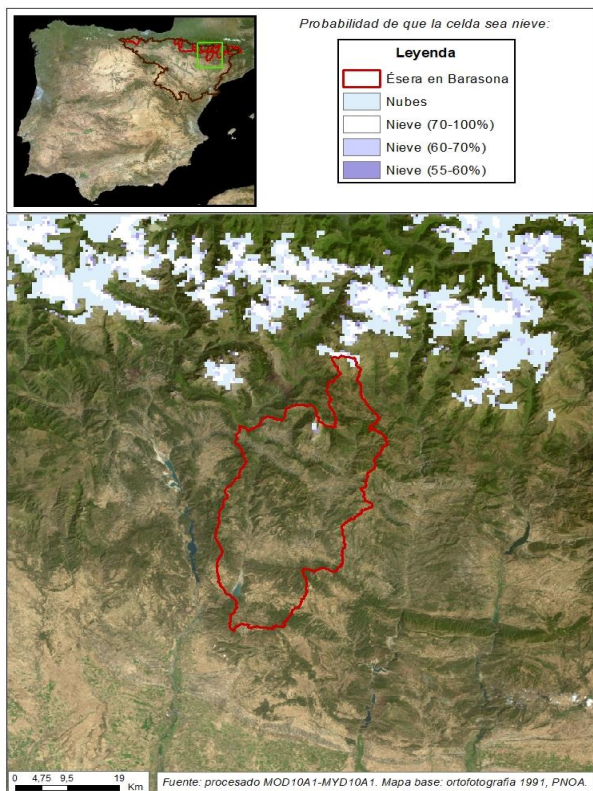 Probabilidad de que la celda sea nieve:
Leyenda
Ésera en Barasona
Nubes
Nieve (70-100%)
Nieve (60-70%)
Nieve (55-60%)
0 4,75 9,5 19
Km
Fuente: procesado MOD10A1-MYD10A1. Mapa base: ortofotografía 1991, PNOA.